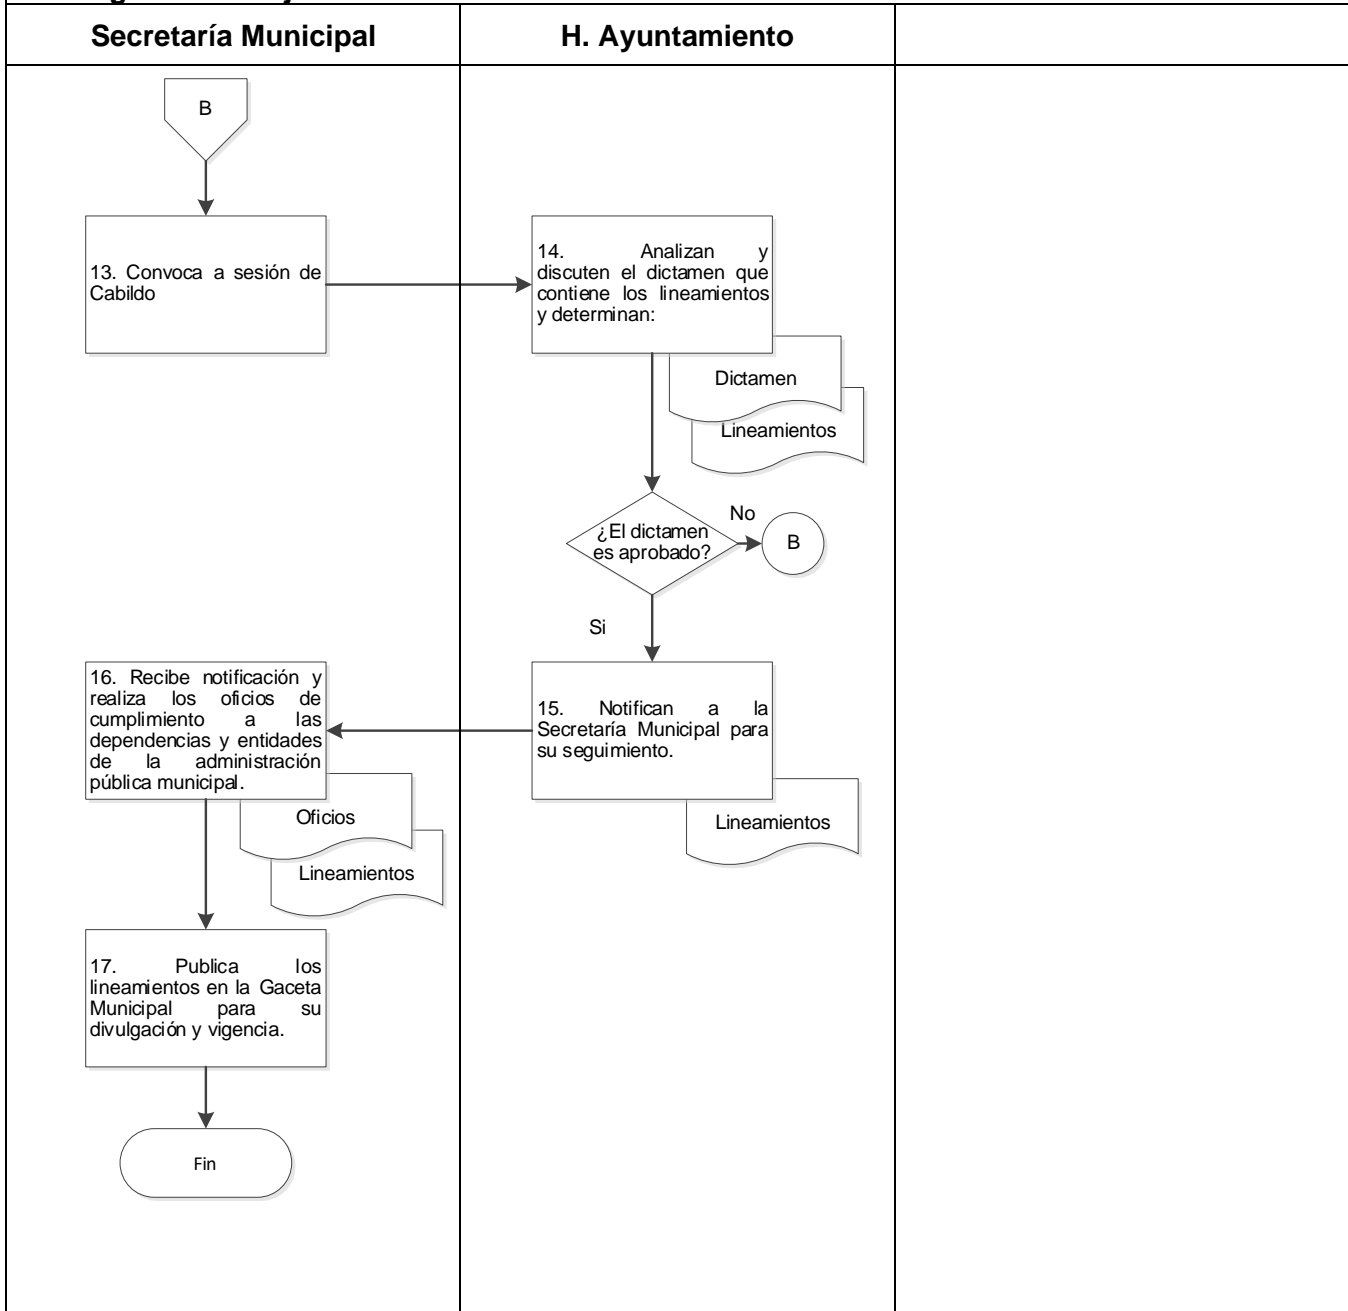 Secretaría Municipal
H. Ayuntamiento
B
13. Convoca a sesión de
Cabildo
14. Analizan y
discuten el dictamen que
contiene los lineamientos
y determinan:
Dictamen
Lineamientos
¿El dictamen
es aprobado?
No
B
Si
15. Notifican a la
Secretaría Municipal para
su seguimiento.
Lineamientos
16. Recibe notificación y
realiza los oficios de
cumplimiento a las
dependencias y entidades
de la administración
pública municipal.
Oficios
Lineamientos
17. Publica los
lineamientos en la Gaceta
Municipal para su
divulgación y vigencia.
Fin